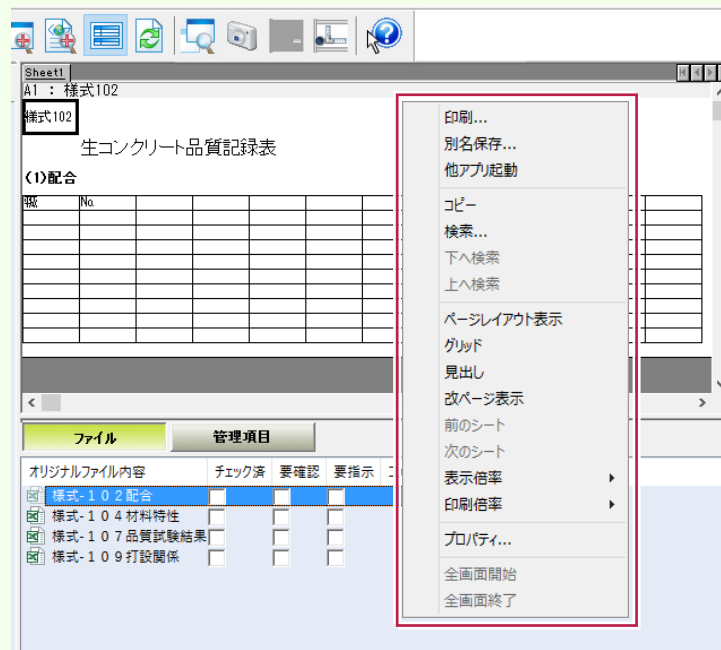 Sheet1
A1 : 様式102
様式102
生コンクリート品質記録表
(1)配合
No.
印刷...
別名保存...
他アプリ起動
コピー
検索...
下へ検索
上へ検索
ページレイアウト表示
グリッド
見出し
改ページ表示
前のシート
次のシート
表示倍率
印刷倍率
プロパティ...
全画面開始
全画面終了
ファイル 管理項目
オリジナルファイル内容 チェック済 要確認 要指示
様式-102配合
様式-104材料特性
様式-107品質試験結果
様式-109打設関係